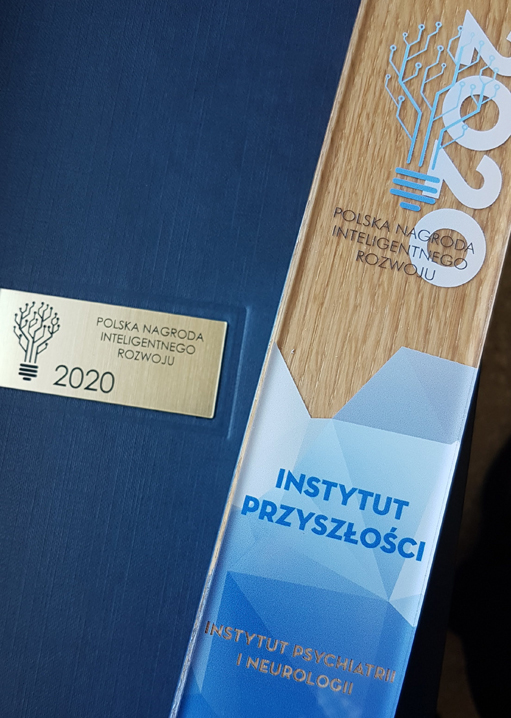 POLSKA NAGRODA
INTELIGENTNEGO
ROZWOJU
2020
2020
POLSKA NAGRODA
INTELIGENTNEGO
ROZWOJU
INSTYTUT
PRZYSZŁOŚCI
INSTYTUT PSYCHIATRII
I NEUROLOGII